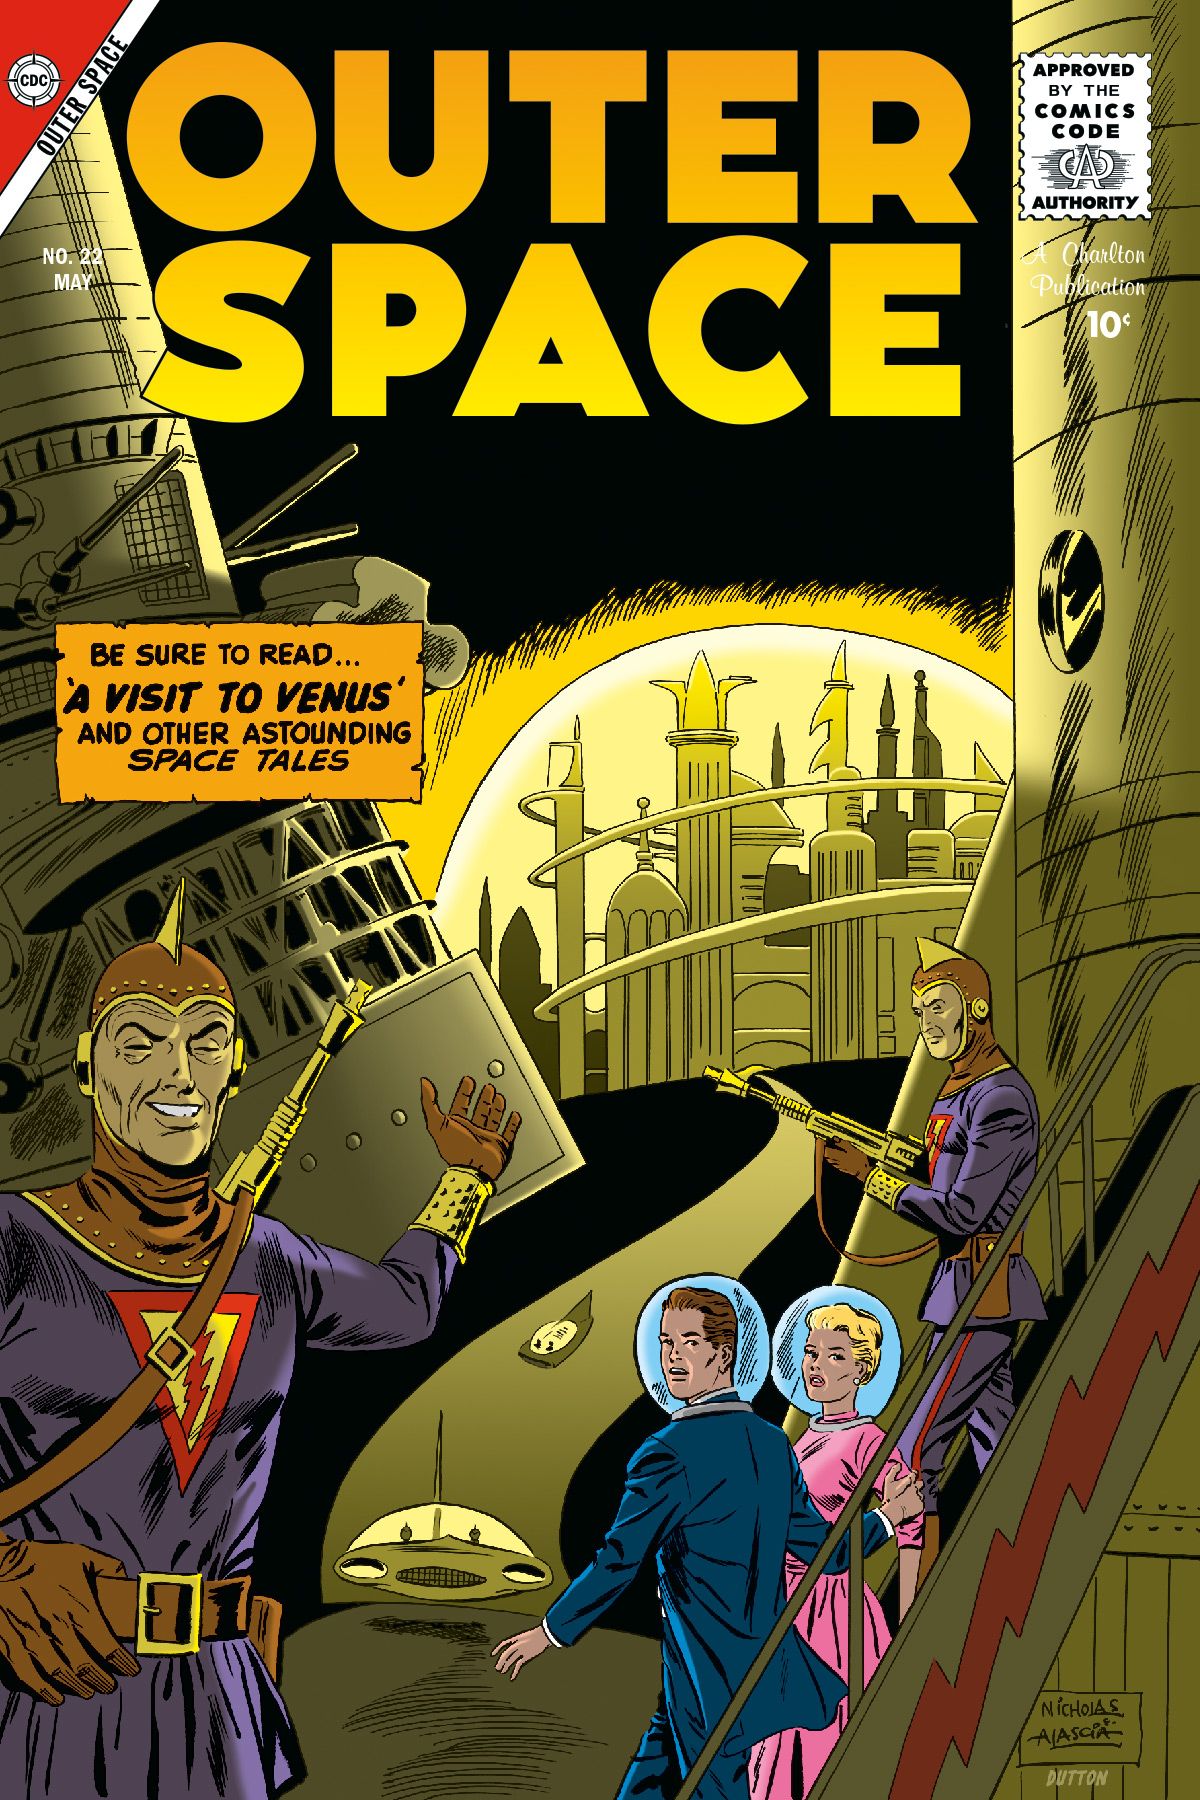 CDC
OUTER SPACE
OUTER
SPACE
APPROVED
BY THE
COMICS
CODE
CA
AUTHORITY
NO. 22
MAY
A Charlton
Publication
10¢
BE SURE TO READ...
'A VISIT TO VENUS'
AND OTHER ASTOUNDING
SPACE TALES
NICHOLAS
ALASCIA
DUTTON